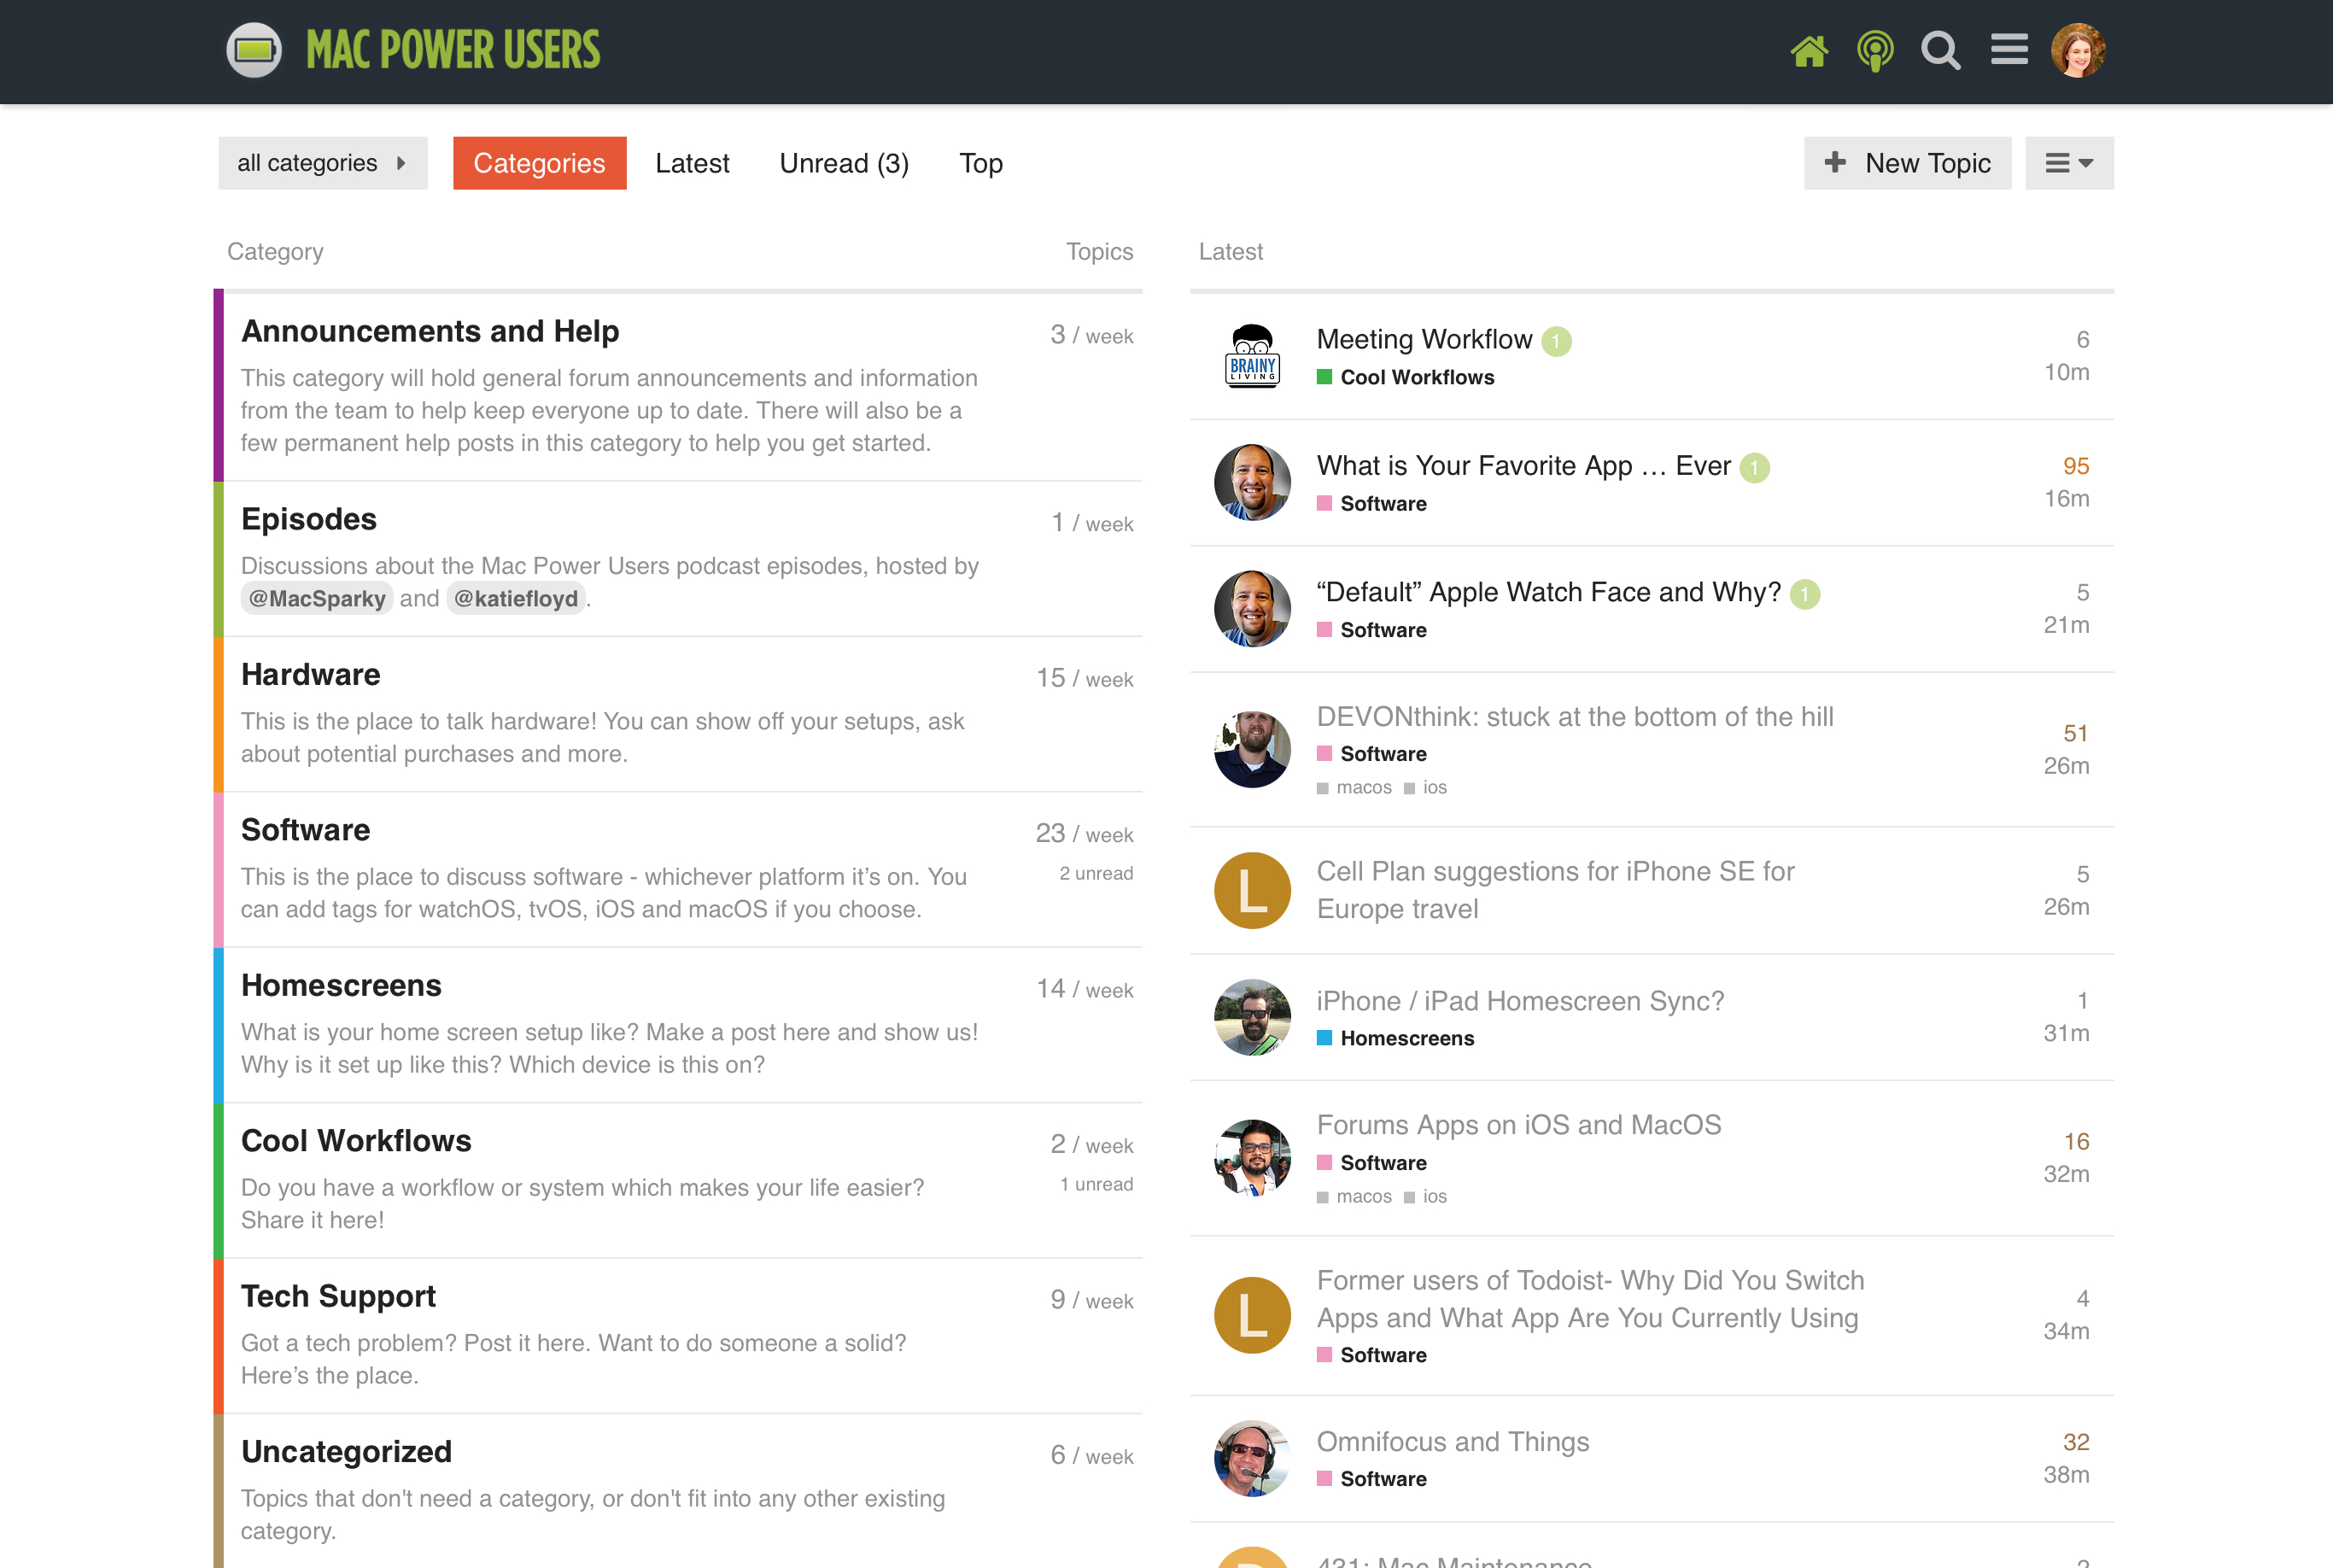 MAC POWER USERS
all categories
Categories
Latest
Unread (3)
Top
+ New Topic
Category
Topics
Announcements and Help
3 / week
This category will hold general forum announcements and information
from the team to help keep everyone up to date. There will also be a
few permanent help posts in this category to help you get started.
Episodes
1 / week
Discussions about the Mac Power Users podcast episodes, hosted by
@MacSparky and @katiefloyd.
Hardware
15 / week
This is the place to talk hardware! You can show off your setups, ask
about potential purchases and more.
Software
23 / week
2 unread
This is the place to discuss software - whichever platform it’s on. You
can add tags for watchOS, tvOS, iOS and macOS if you choose.
Homescreens
14 / week
What is your home screen setup like? Make a post here and show us!
Why is it set up like this? Which device is this on?
Cool Workflows
2 / week
1 unread
Do you have a workflow or system which makes your life easier?
Share it here!
Tech Support
9 / week
Got a tech problem? Post it here. Want to do someone a solid?
Here’s the place.
Uncategorized
6 / week
Topics that don't need a category, or don't fit into any other existing
category.
Latest
BRAINY
LIVING
Meeting Workflow 1
Cool Workflows
6
10m
What is Your Favorite App … Ever 1
Software
95
16m
“Default” Apple Watch Face and Why? 1
Software
5
21m
DEVONthink: stuck at the bottom of the hill
Software
macos ios
51
26m
L
Cell Plan suggestions for iPhone SE for
Europe travel
5
26m
iPhone / iPad Homescreen Sync?
Homescreens
1
31m
Forums Apps on iOS and MacOS
Software
macos ios
16
32m
L
Former users of Todoist- Why Did You Switch
Apps and What App Are You Currently Using
Software
4
34m
Omnifocus and Things
Software
32
38m
431: Mac Maintenance